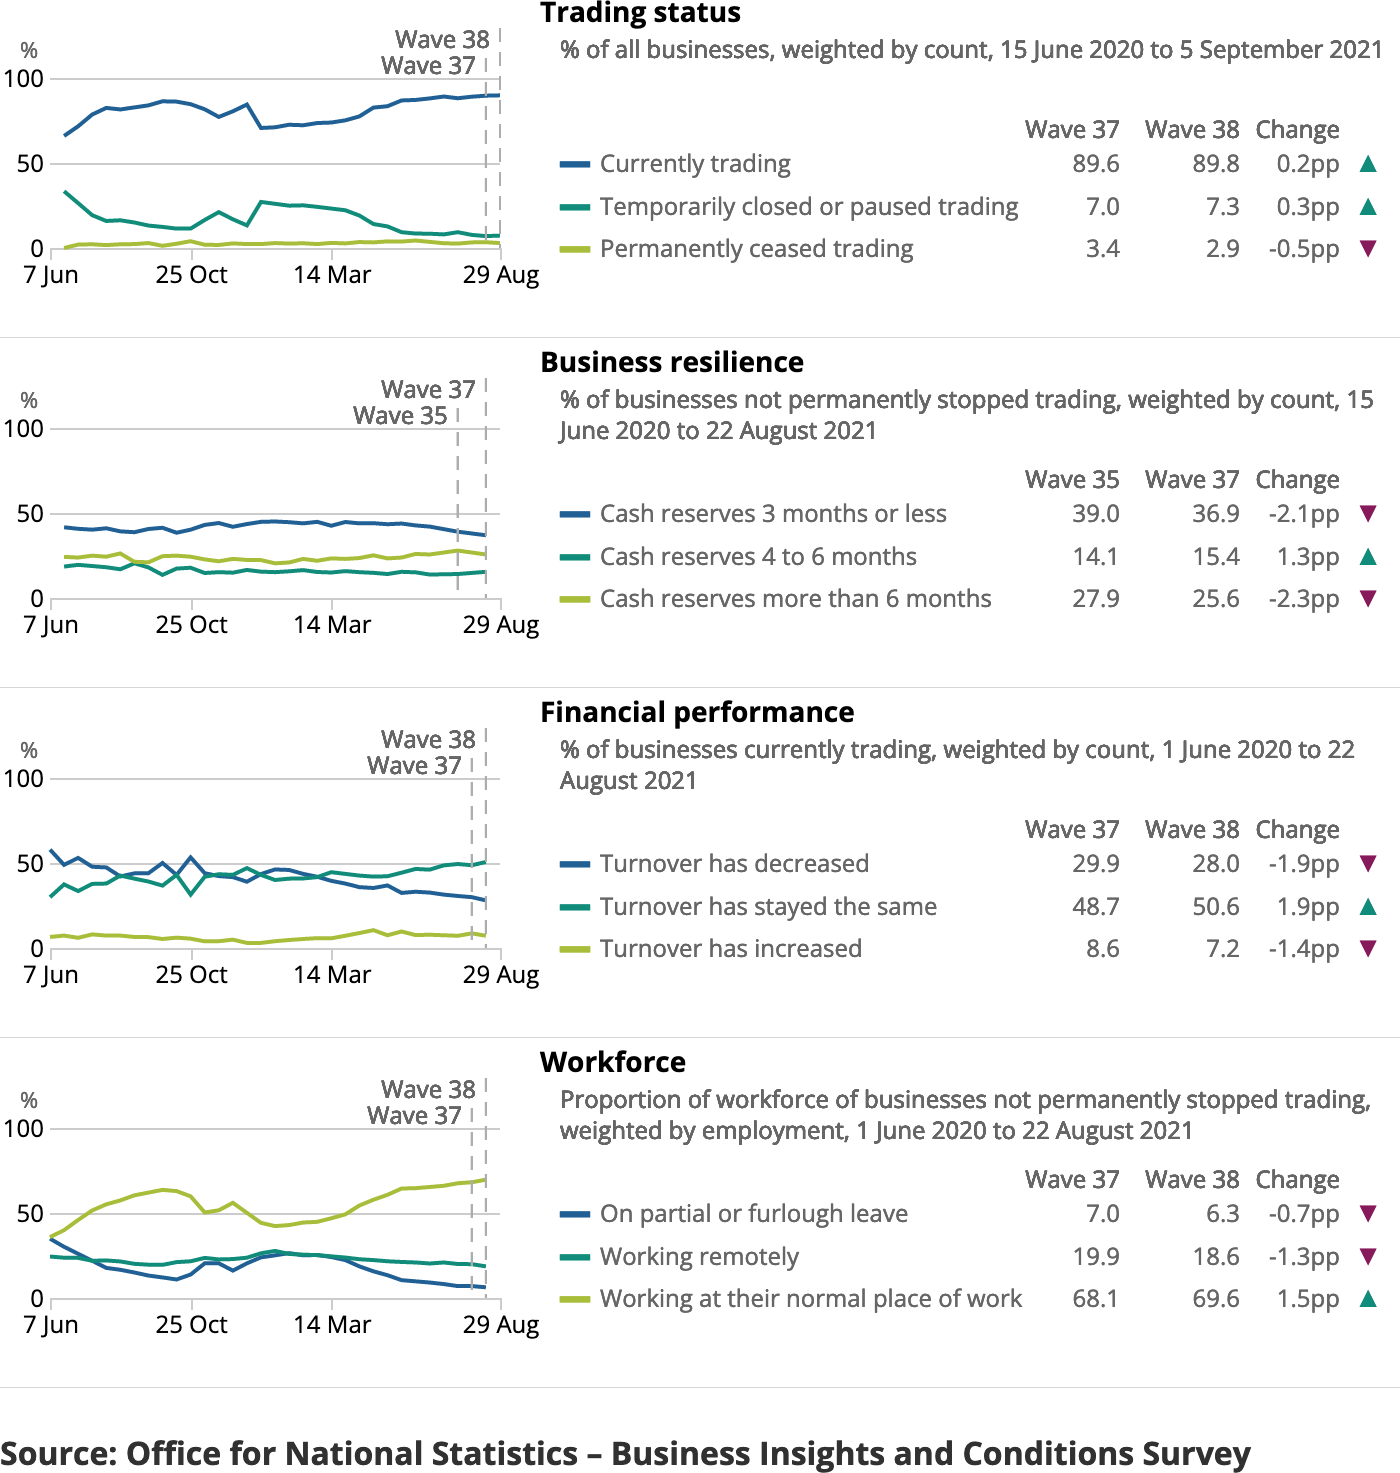 Trading status
% of all businesses, weighted by count, 15 June 2020 to 5 September 2021
Wave 38
Wave 37
%
100
50
0
7 Jun 25 Oct 14 Mar 29 Aug
Wave 37 Wave 38 Change
Currently trading 89.6 89.8 0.2pp ▲
Temporarily closed or paused trading 7.0 7.3 0.3pp ▲
Permanently ceased trading 3.4 2.9 -0.5pp ▼
Business resilience
% of businesses not permanently stopped trading, weighted by count, 15
June 2020 to 22 August 2021
Wave 37
Wave 35
%
100
50
0
7 Jun 25 Oct 14 Mar 29 Aug
Wave 35 Wave 37 Change
Cash reserves 3 months or less 39.0 36.9 -2.1pp ▼
Cash reserves 4 to 6 months 14.1 15.4 1.3pp ▲
Cash reserves more than 6 months 27.9 25.6 -2.3pp ▼
Financial performance
% of businesses currently trading, weighted by count, 1 June 2020 to 22
August 2021
Wave 38
Wave 37
%
100
50
0
7 Jun 25 Oct 14 Mar 29 Aug
Wave 37 Wave 38 Change
Turnover has decreased 29.9 28.0 -1.9pp ▼
Turnover has stayed the same 48.7 50.6 1.9pp ▲
Turnover has increased 8.6 7.2 -1.4pp ▼
Workforce
Proportion of workforce of businesses not permanently stopped trading,
weighted by employment, 1 June 2020 to 22 August 2021
Wave 38
Wave 37
%
100
50
0
7 Jun 25 Oct 14 Mar 29 Aug
Wave 37 Wave 38 Change
On partial or furlough leave 7.0 6.3 -0.7pp ▼
Working remotely 19.9 18.6 -1.3pp ▼
Working at their normal place of work 68.1 69.6 1.5pp ▲
Source: Office for National Statistics – Business Insights and Conditions Survey